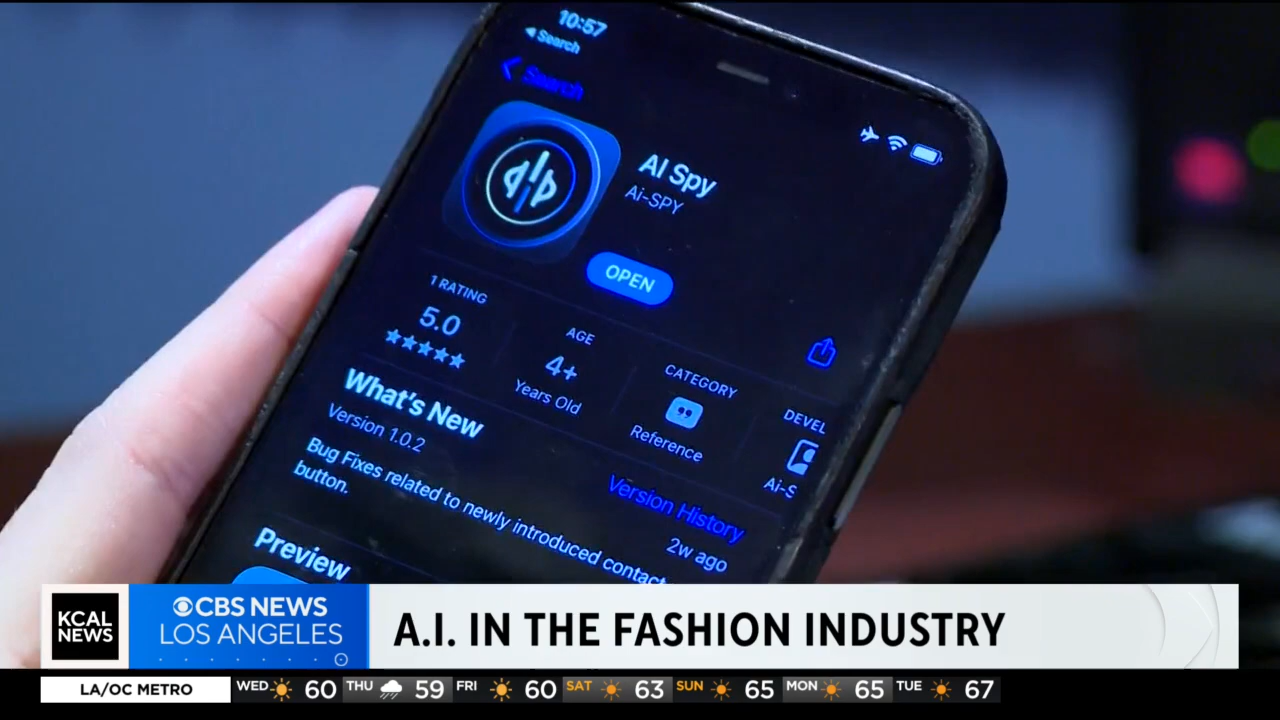 10:57
Search
Search
AI Spy
Ai-SPY
OPEN
1 RATING
5.0
AGE
4+
Years Old
CATEGORY
Reference
DEVEL
Ai-S
What's New
Version History
Version 1.0.2
2w ago
Bug Fixes related to newly introduced contact
button.
Preview
KCAL
NEWS
CBS NEWS
LOS ANGELES
A.I. IN THE FASHION INDUSTRY
LA/OC METRO WED 60 THU 59 FRI 60 SAT 63 SUN 65 MON 65 TUE 67